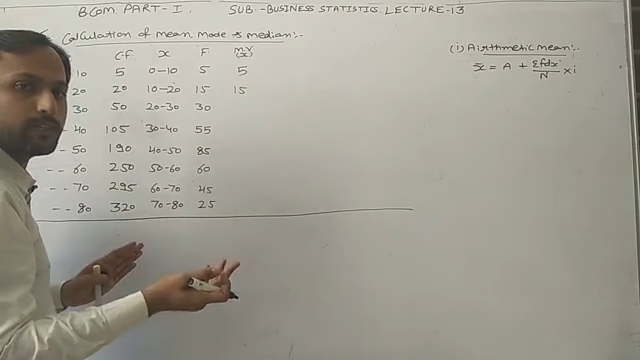 BCOM. PART-I. SUB.-BUSINESS STATISTICS. LECTURE-13
Calculation of mean mode & median:-
C.F X F M.V (x)
10 5 0-10 5 5
20 20 10-20 15 15
30 50 20-30 30
- 40 105 30-40 55
- 50 190 40-50 85
-- 60 250 50-60 60
-- 70 295 60-70 45
-- 80 320 70-80 25
(i) Airthmetic mean:-
x̄ = A + Σfdx'/N × i